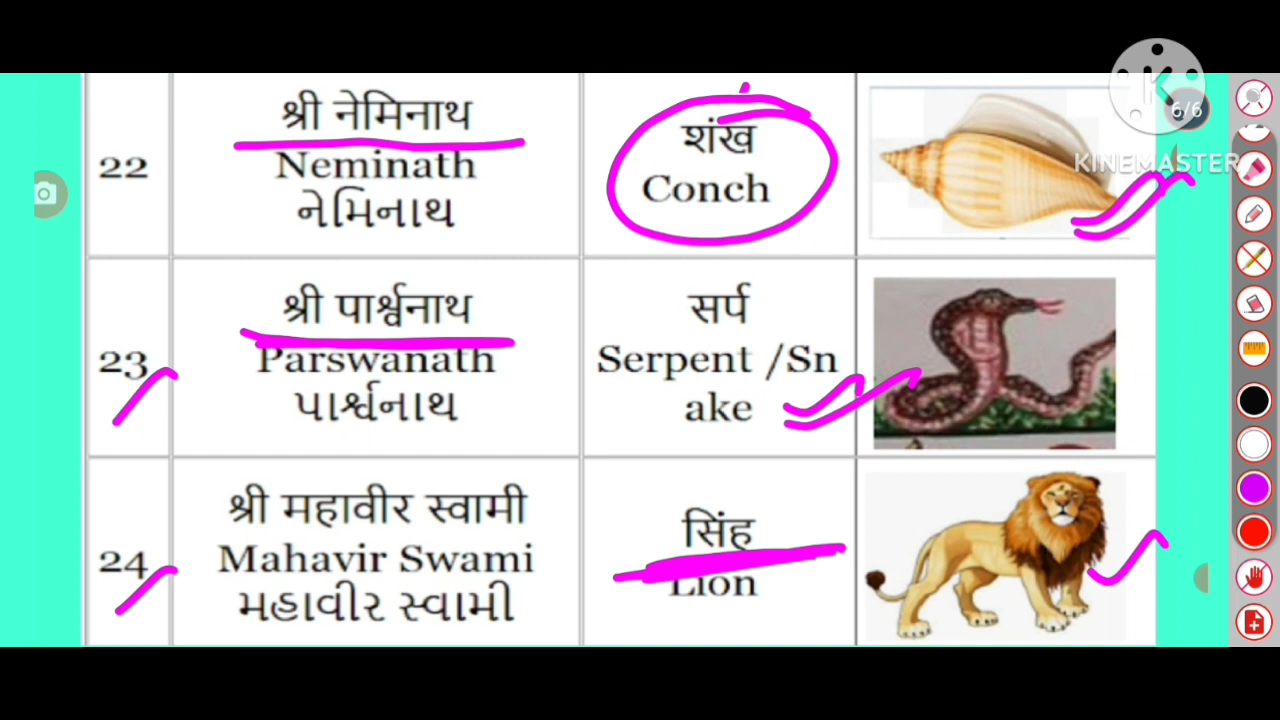 श्री नेमिनाथ
22
Neminath
નેમિનાથ
शंख
Conch
6/6
KINEMASTER
श्री पार्श्वनाथ
23
Parswanath
પાર્શ્વનાથ
सर्प
Serpent /Sn
ake
श्री महावीर स्वामी
24
Mahavir Swami
મહાવીર સ્વામી
सिंह
Lion